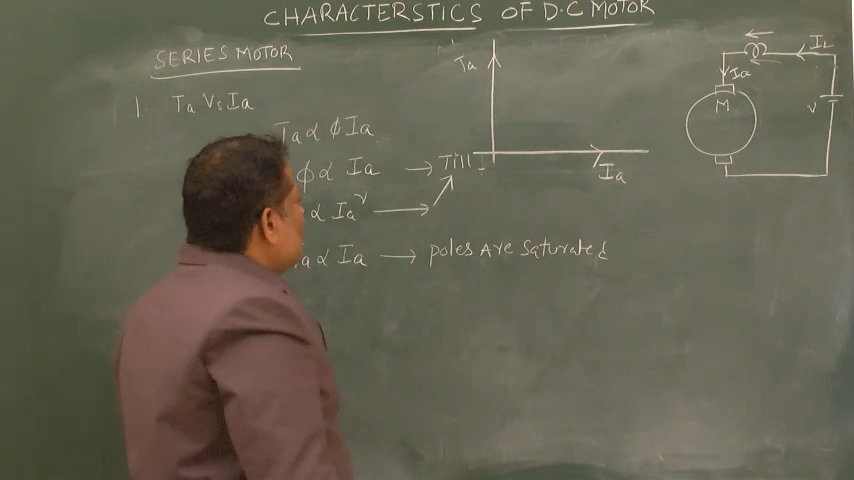 CHARACTERSTICS OF D.C MOTOR
SERIES MOTOR
1. Ta Vs Ia
Ta ∝ ϕ Ia
ϕ ∝ Ia → Till
∝ Ia² →
a ∝ Ia → poles Are saturated
Ta
Ia
IL
Ia
M
V